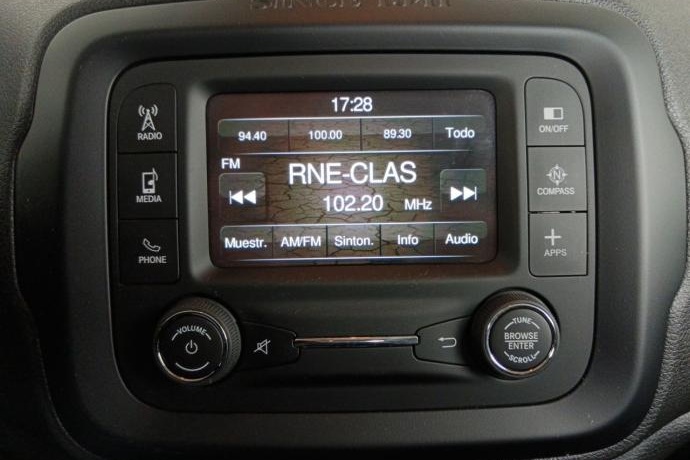 17:28
94.40 100.00 89.30 Todo
FM
RNE-CLAS
102.20 MHz
Muestr. AM/FM Sinton. Info Audio
RADIO
MEDIA
PHONE
ON/OFF
N
COMPASS
APPS
VOLUME
TUNE
BROWSE
ENTER
SCROLL